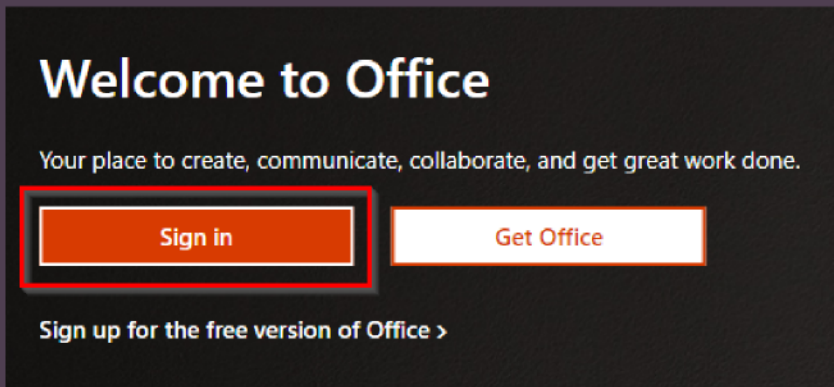 Welcome to Office
Your place to create, communicate, collaborate, and get great work done.
Sign in
Get Office
Sign up for the free version of Office >